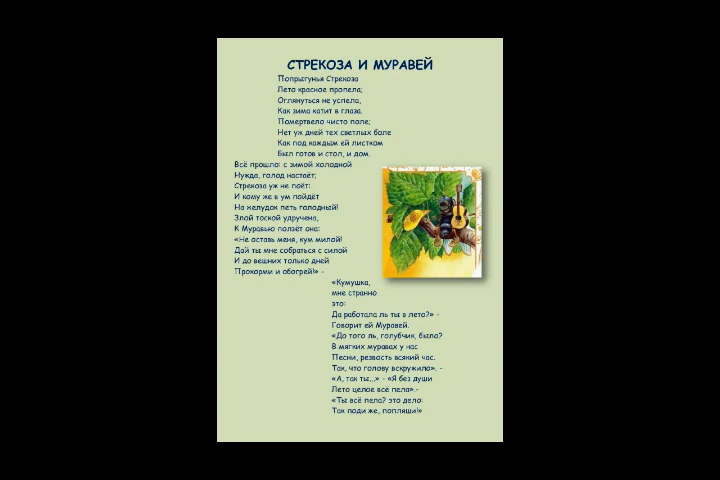 СТРЕКОЗА И МУРАВЕЙ
Попрыгунья Стрекоза
Лето красное пропела;
Оглянуться не успела,
Как зима катит в глаза.
Помертвело чисто поле;
Нет уж дней тех светлых боле
Как под каждым ей листком
Был готов и стол, и дом.
Всё прошло: с зимой холодной
Нужда, голод настаёт;
Стрекоза уж не поёт:
И кому же в ум пойдёт
На желудок петь голодный!
Злой тоской удручена,
К Муравью ползёт она:
«Не оставь меня, кум милой!
Дай ты мне собраться с силой
И до вешних только дней
Прокорми и обогрей!» -
«Кумушка,
мне странно
это:
Да работала ль ты в лето?» -
Говорит ей Муравей.
«До того ль, голубчик, было?
В мягких муравах у нас
Песни, резвость всякий час.
Так, что голову вскружило». -
«А, так ты...» - «Я без души
Лето целое всё пела».-
«Ты всё пела? это дело:
Так поди же, попляши!»